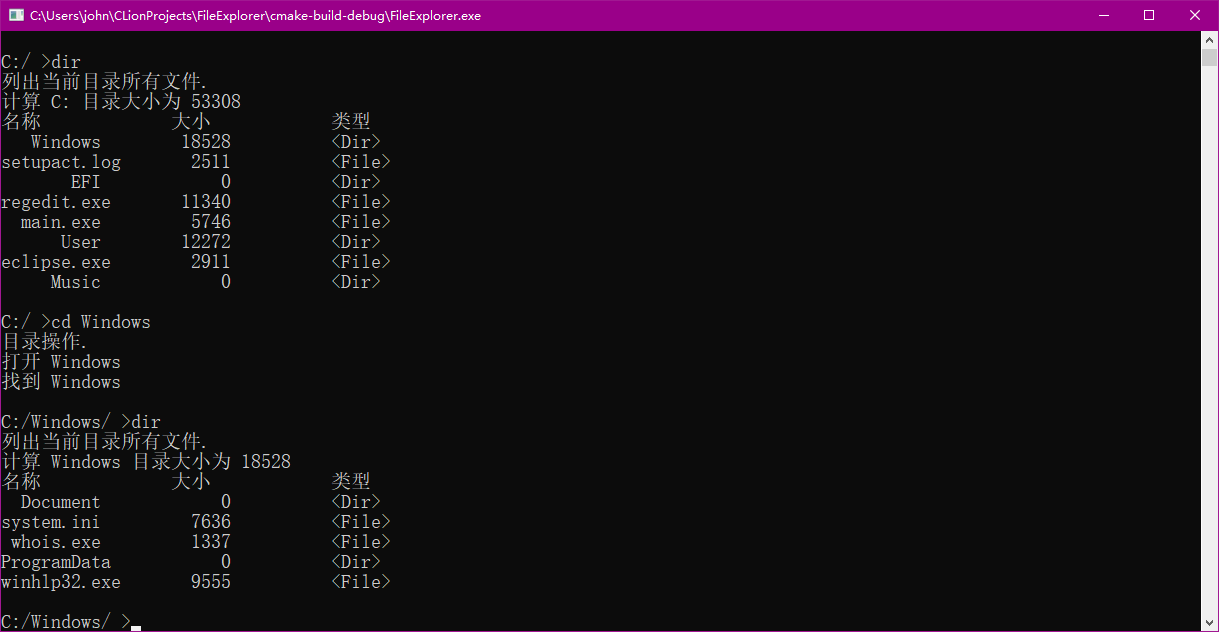 C:\Users\john\CLionProjects\FileExplorer\cmake-build-debug\FileExplorer.exe
C:/ >dir
列出当前目录所有文件.
计算 C: 目录大小为 53308
名称 大小 类型
Windows 18528 <Dir>
setupact.log 2511 <File>
EFI 0 <Dir>
regedit.exe 11340 <File>
main.exe 5746 <File>
User 12272 <Dir>
eclipse.exe 2911 <File>
Music 0 <Dir>
C:/ >cd Windows
目录操作.
打开 Windows
找到 Windows
C:/Windows/ >dir
列出当前目录所有文件.
计算 Windows 目录大小为 18528
名称 大小 类型
Document 0 <Dir>
system.ini 7636 <File>
whois.exe 1337 <File>
ProgramData 0 <Dir>
winhlp32.exe 9555 <File>
C:/Windows/ >